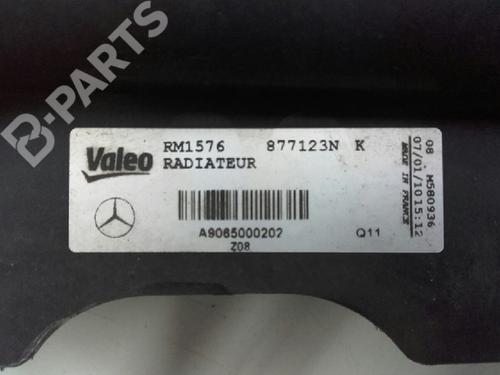 B-PARTS
Valeo
RM1576 877123N K
RADIATEUR
A9065000202
Z08
Q11
08 M580936
07/01/10 15:12
MADE IN FRANCE